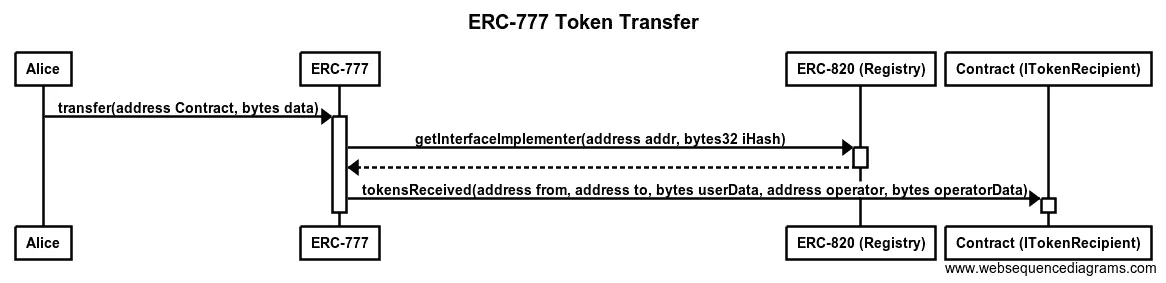 ERC-777 Token Transfer
Alice
ERC-777
ERC-820 (Registry)
Contract (ITokenRecipient)
transfer(address Contract, bytes data)
getInterfaceImplementer(address addr, bytes32 iHash)
tokensReceived(address from, address to, bytes userData, address operator, bytes operatorData)
Alice
ERC-777
ERC-820 (Registry)
Contract (ITokenRecipient)
www.websequencediagrams.com